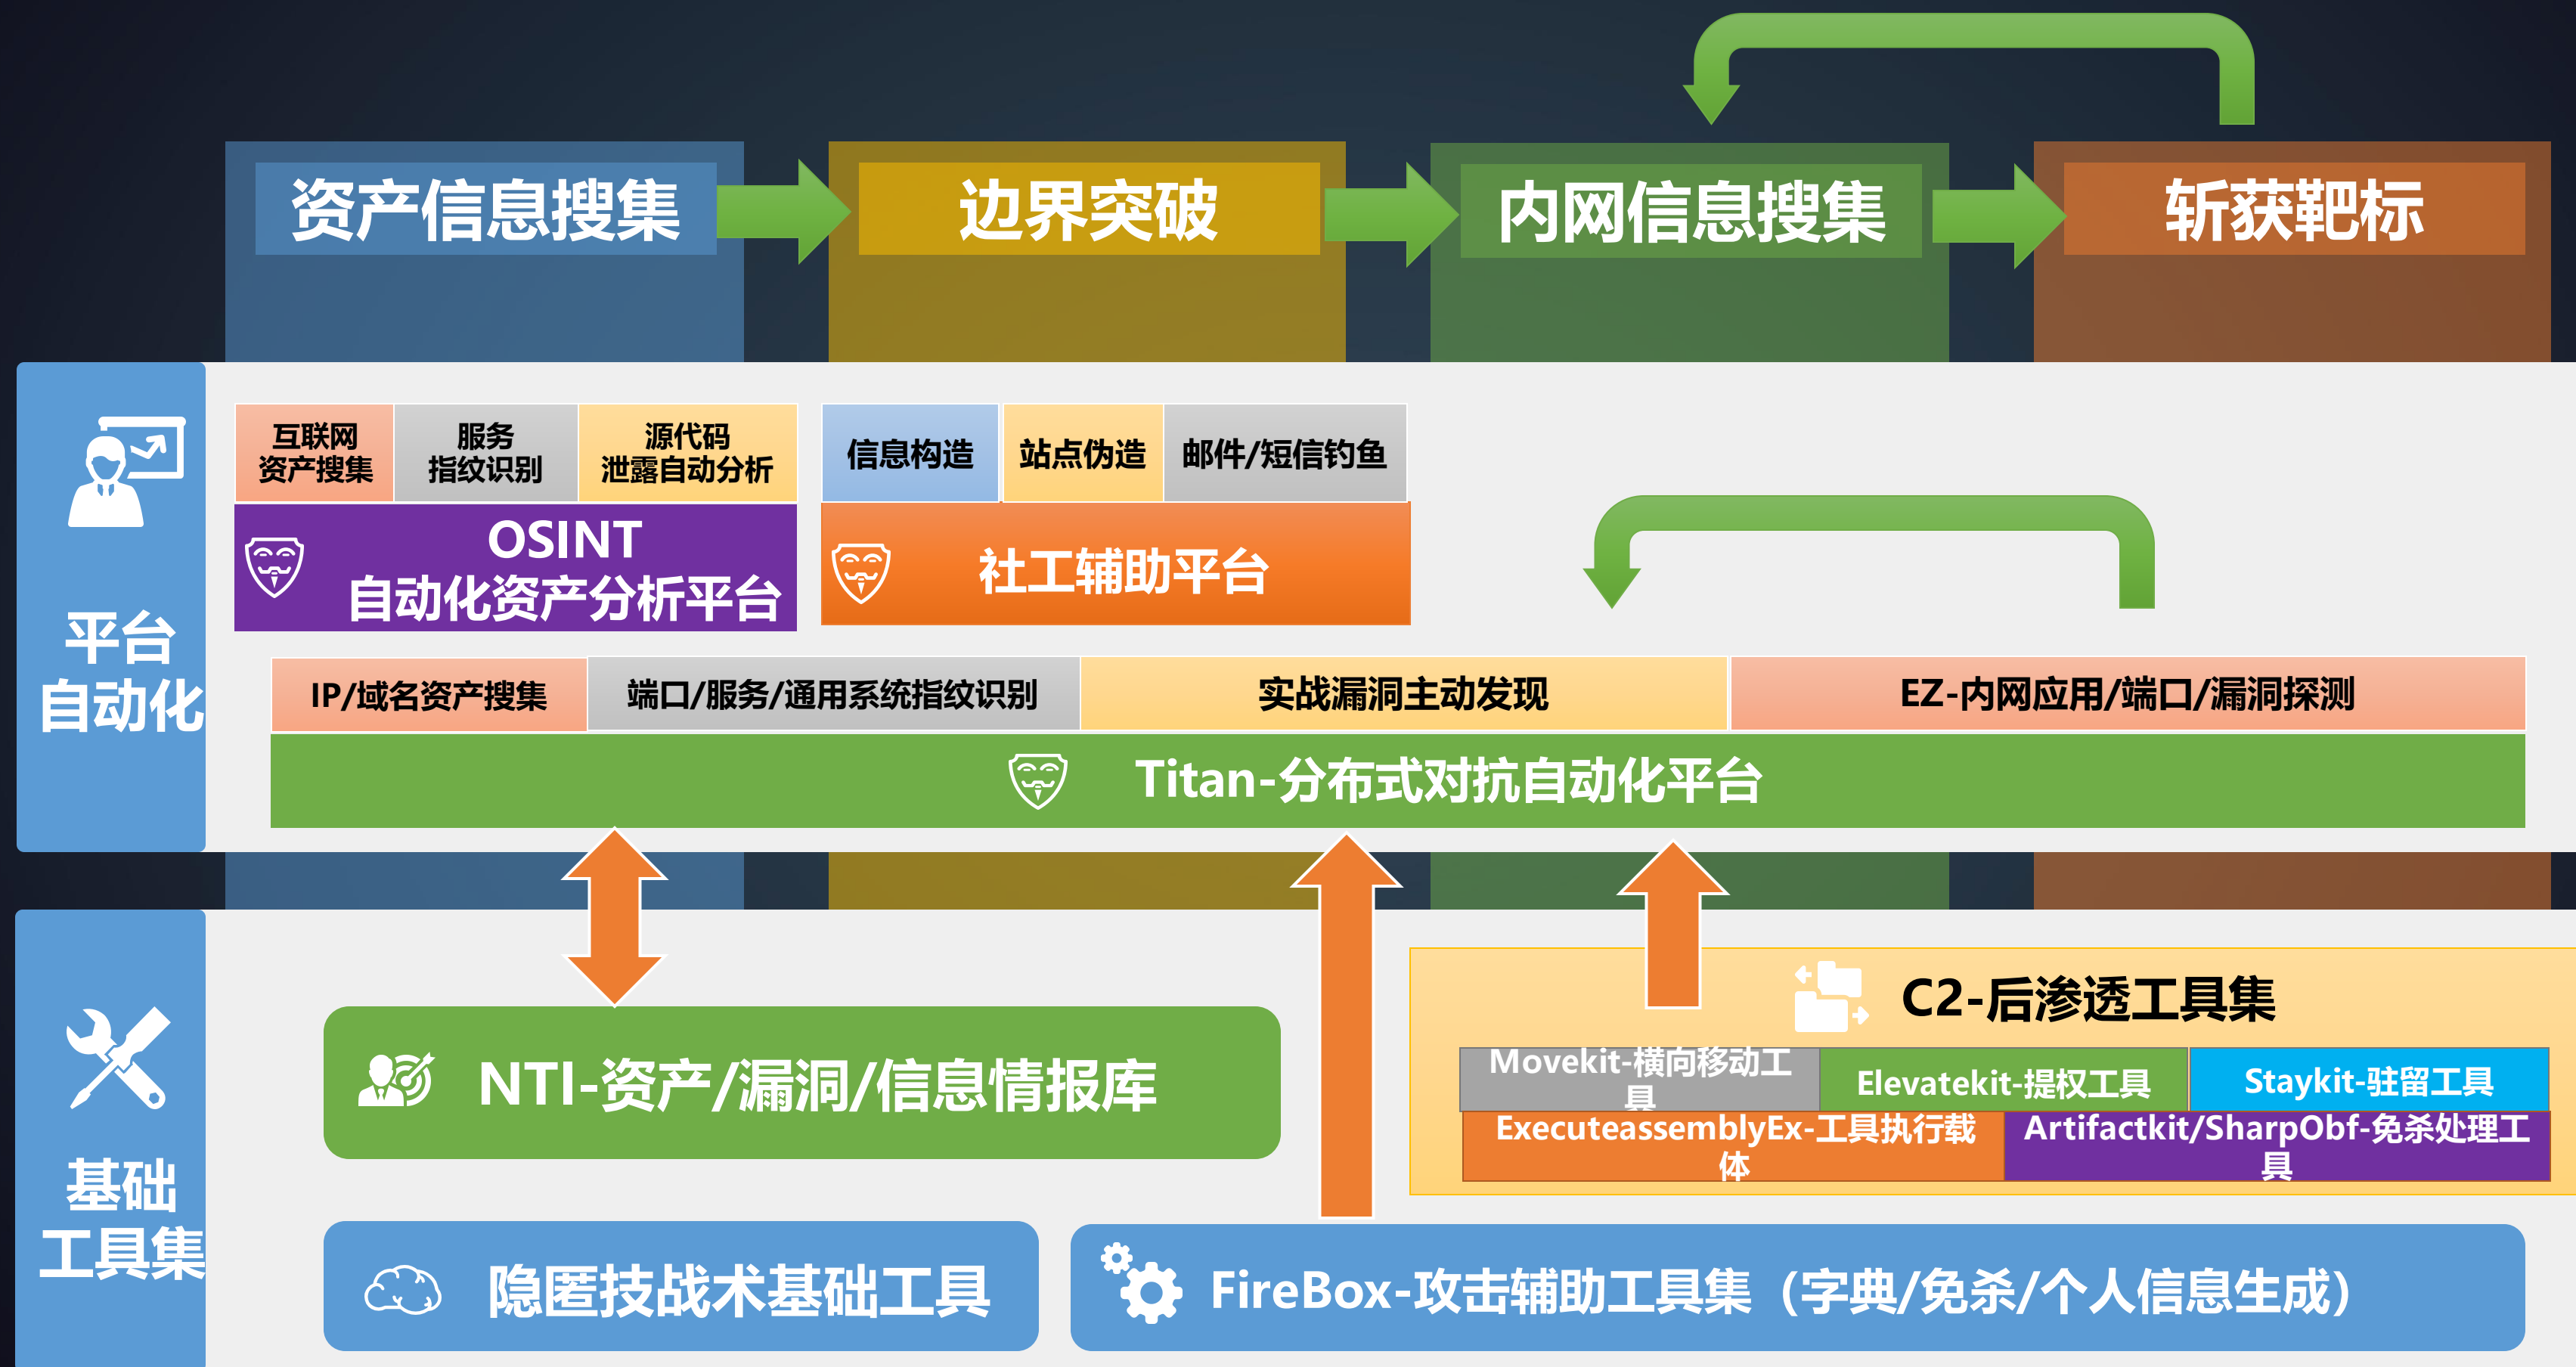 资产信息搜集
边界突破
内网信息搜集
斩获靶标
平台
自动化
互联网
资产搜集
服务
指纹识别
源代码
泄露自动分析
信息构造
站点伪造
邮件/短信钓鱼
OSINT
自动化资产分析平台
社工辅助平台
IP/域名资产搜集
端口/服务/通用系统指纹识别
实战漏洞主动发现
EZ-内网应用/端口/漏洞探测
Titan-分布式对抗自动化平台
基础
工具集
NTI-资产/漏洞/信息情报库
C2-后渗透工具集
Movekit-横向移动工
具
Elevatekit-提权工具
Staykit-驻留工具
ExecuteassemblyEx-工具执行载
体
Artifactkit/SharpObf-免杀处理工
具
隐匿技战术基础工具
FireBox-攻击辅助工具集（字典/免杀/个人信息生成）